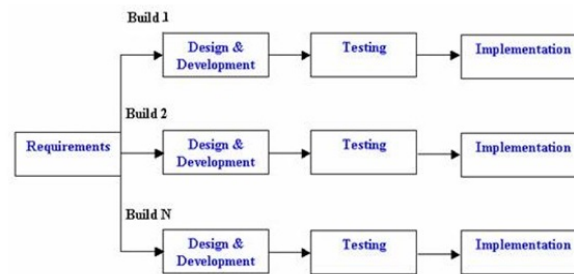 Build 1
Design &
Development
Testing
Implementation
Build 2
Requirements
Design &
Development
Testing
Implementation
Build N
Design &
Development
Testing
Implementation